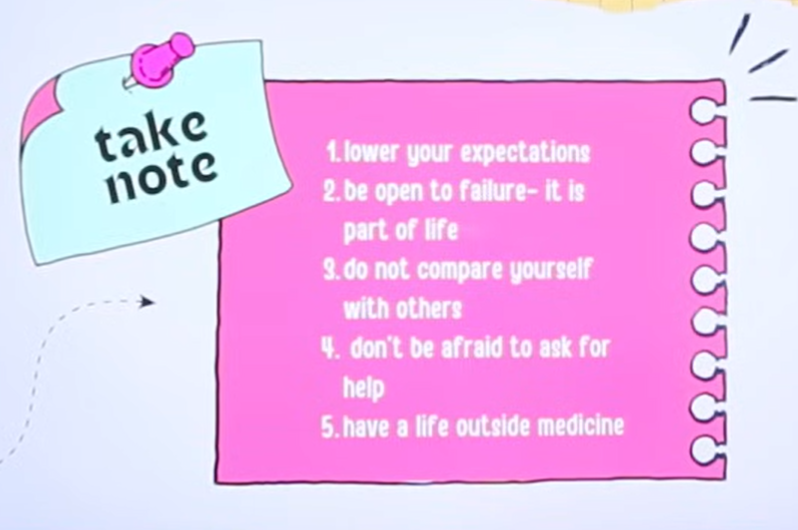 take
note
1. lower your expectations
2. be open to failure- it is
part of life
3. do not compare yourself
with others
4. don't be afraid to ask for
help
5. have a life outside medicine